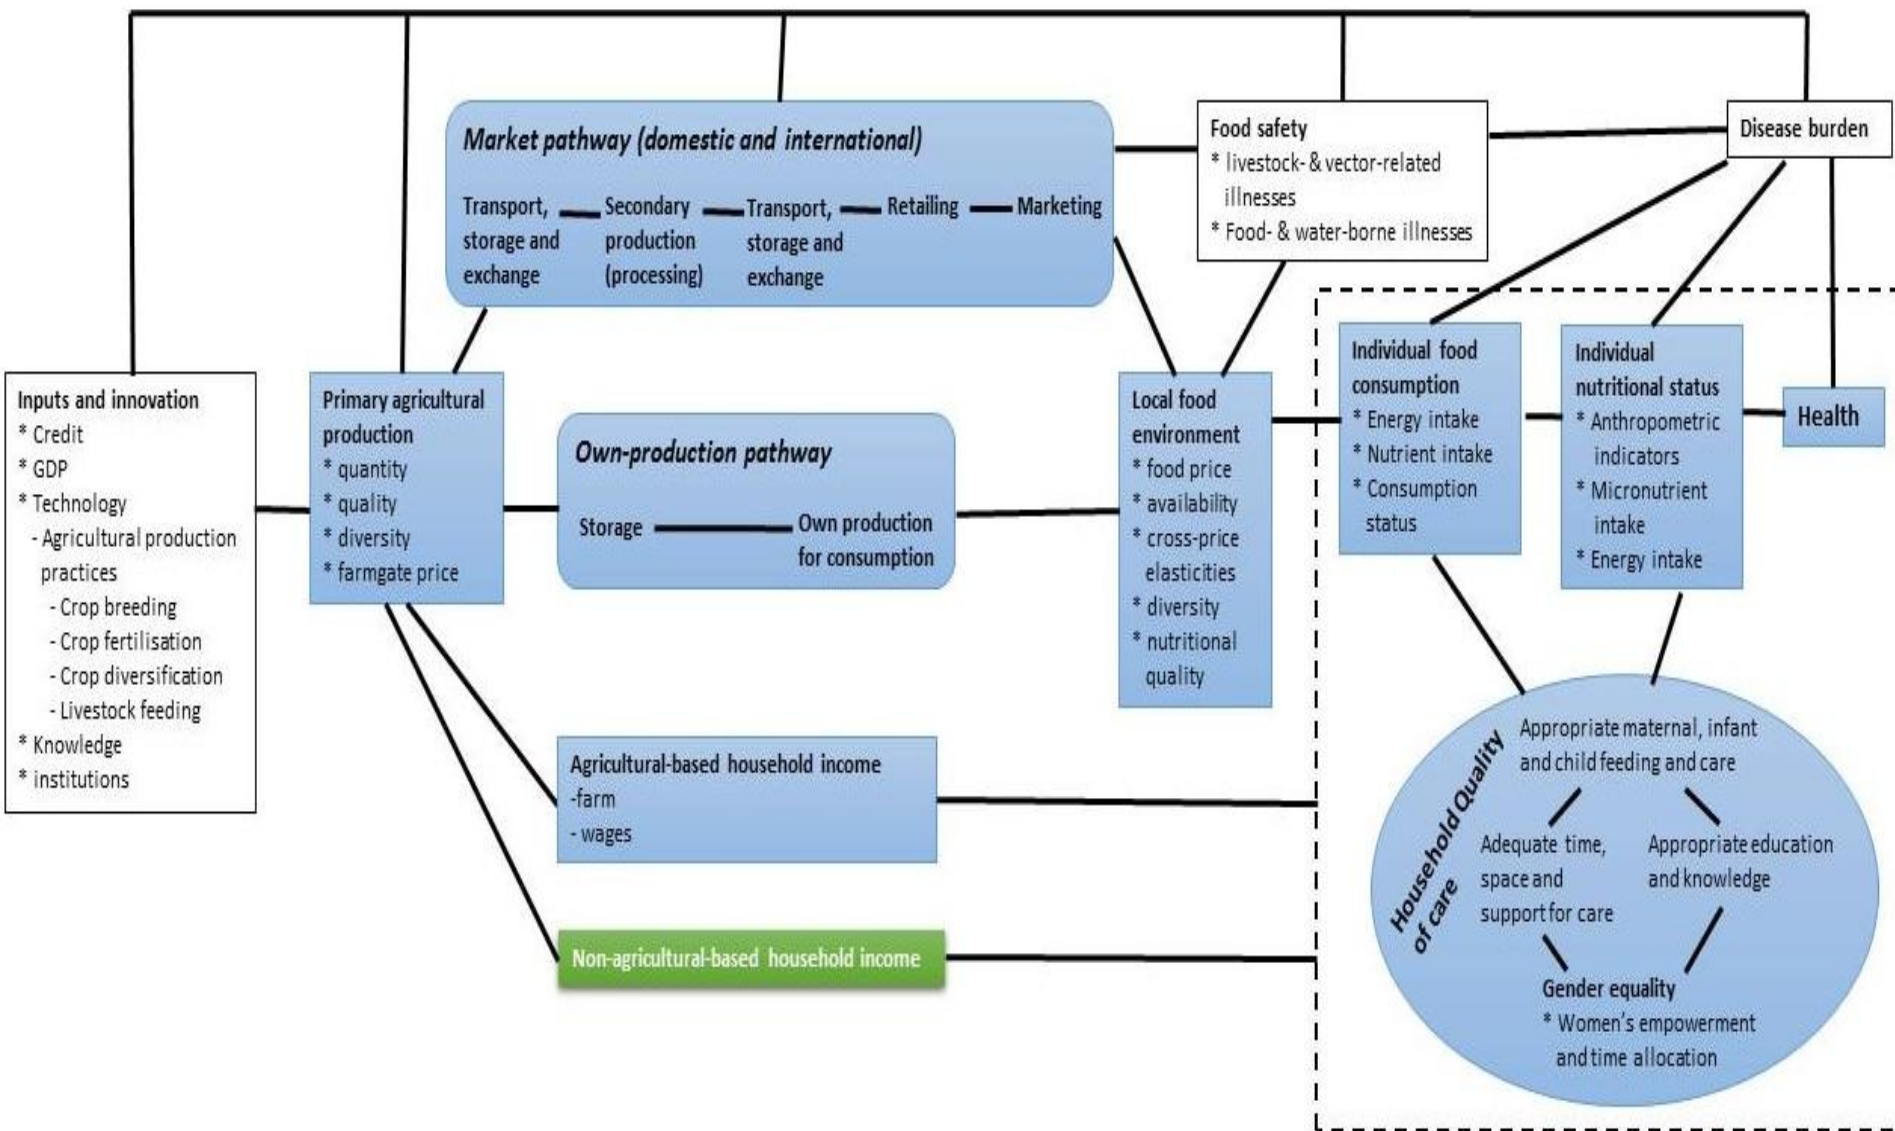 Market pathway (domestic and international)
Transport,
storage and
exchange
Secondary
production
(processing)
Transport,
storage and
exchange
Retailing
Marketing
Food safety
* livestock- & vector-related
illnesses
* Food- & water-borne illnesses
Disease burden
Inputs and innovation
* Credit
* GDP
* Technology
- Agricultural production
practices
- Crop breeding
- Crop fertilisation
- Crop diversification
- Livestock feeding
* Knowledge
* institutions
Primary agricultural
production
* quantity
* quality
* diversity
* farmgate price
Own-production pathway
Storage
Own production
for consumption
Local food
environment
* food price
* availability
* cross-price
elasticities
* diversity
* nutritional
quality
Individual food
consumption
* Energy intake
* Nutrient intake
* Consumption
status
Individual
nutritional status
* Anthropometric
indicators
* Micronutrient
intake
* Energy intake
Health
Agricultural-based household income
-farm
- wages
Non-agricultural-based household income
Household Quality
of care
Appropriate maternal, infant
and child feeding and care
Adequate time,
space and
support for care
Appropriate education
and knowledge
Gender equality
* Women's empowerment
and time allocation